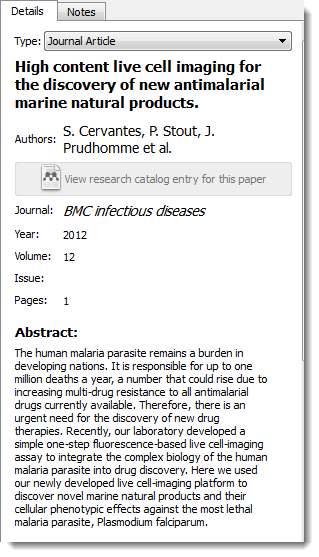 Details Notes
Type: Journal Article
High content live cell imaging for
the discovery of new antimalarial
marine natural products.
Authors: S. Cervantes, P. Stout, J.
Prudhomme et al.
View research catalog entry for this paper
Journal: BMC infectious diseases
Year: 2012
Volume: 12
Issue:
Pages: 1
Abstract:
The human malaria parasite remains a burden in
developing nations. It is responsible for up to one
million deaths a year, a number that could rise due to
increasing multi-drug resistance to all antimalarial
drugs currently available. Therefore, there is an
urgent need for the discovery of new drug
therapies. Recently, our laboratory developed a
simple one-step fluorescence-based live cell-imaging
assay to integrate the complex biology of the human
malaria parasite into drug discovery. Here we used
our newly developed live cell-imaging platform to
discover novel marine natural products and their
cellular phenotypic effects against the most lethal
malaria parasite, Plasmodium falciparum.